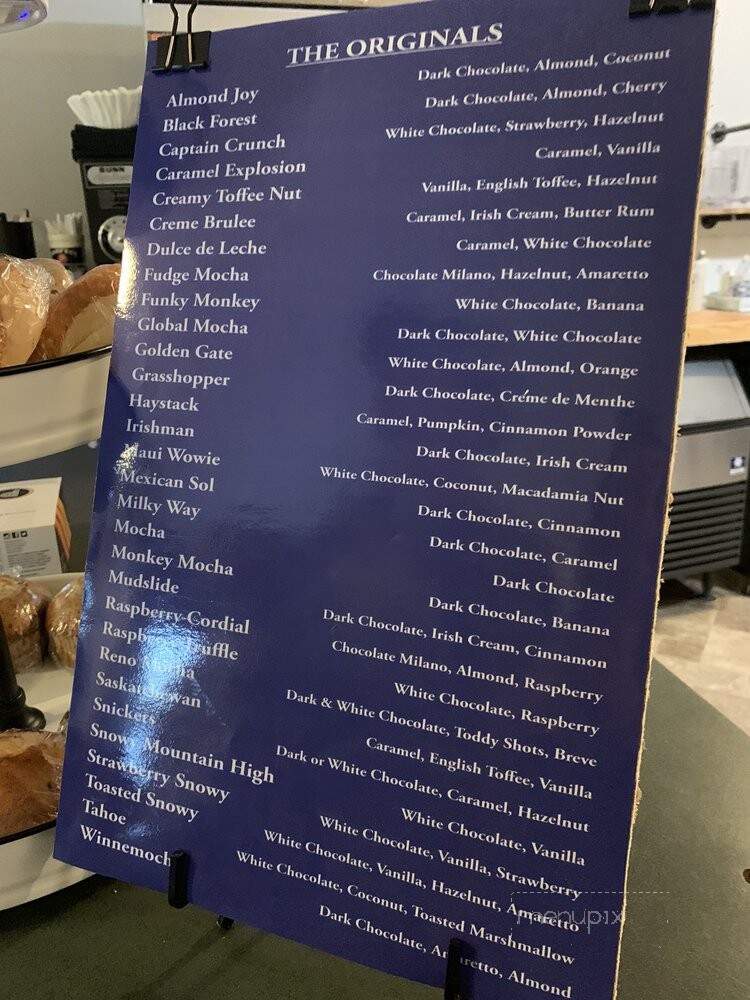 THE ORIGINALS
Almond Joy Dark Chocolate, Almond, Coconut
Black Forest Dark Chocolate, Almond, Cherry
Captain Crunch White Chocolate, Strawberry, Hazelnut
Caramel Explosion Caramel, Vanilla
Creamy Toffee Nut Vanilla, English Toffee, Hazelnut
Creme Brulee Caramel, Irish Cream, Butter Rum
Dulce de Leche Caramel, White Chocolate
Fudge Mocha Chocolate Milano, Hazelnut, Amaretto
Funky Monkey White Chocolate, Banana
Global Mocha Dark Chocolate, White Chocolate
Golden Gate White Chocolate, Almond, Orange
Grasshopper Dark Chocolate, Créme de Menthe
Haystack Caramel, Pumpkin, Cinnamon Powder
Irishman Dark Chocolate, Irish Cream
Maui Wowie White Chocolate, Coconut, Macadamia Nut
Mexican Sol Dark Chocolate, Cinnamon
Milky Way Dark Chocolate, Caramel
Mocha Dark Chocolate
Monkey Mocha Dark Chocolate, Banana
Mudslide Dark Chocolate, Irish Cream, Cinnamon
Raspberry Cordial Chocolate Milano, Almond, Raspberry
Raspberry Truffle White Chocolate, Raspberry
Reno Dark & White Chocolate, Toddy Shots, Breve
Saskatchewan Caramel, English Toffee, Vanilla
Snickers Dark or White Chocolate, Caramel, Hazelnut
Snowy Mountain High White Chocolate, Vanilla
Strawberry Snowy White Chocolate, Vanilla, Strawberry
Toasted Snowy White Chocolate, Vanilla, Hazelnut, Amaretto
Tahoe White Chocolate, Coconut, Toasted Marshmallow
Winnemoch Dark Chocolate, Amaretto, Almond
BUNN
menupix